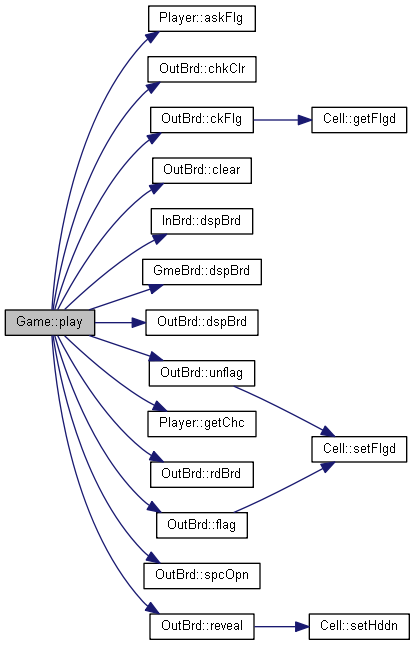 Player::askFlg
OutBrd::chkClr
OutBrd::ckFlg
Cell::getFlgd
OutBrd::clear
InBrd::dspBrd
GmeBrd::dspBrd
Game::play
OutBrd::dspBrd
OutBrd::unflag
Player::getChc
Cell::setFlgd
OutBrd::rdBrd
OutBrd::flag
OutBrd::spcOpn
OutBrd::reveal
Cell::setHddn